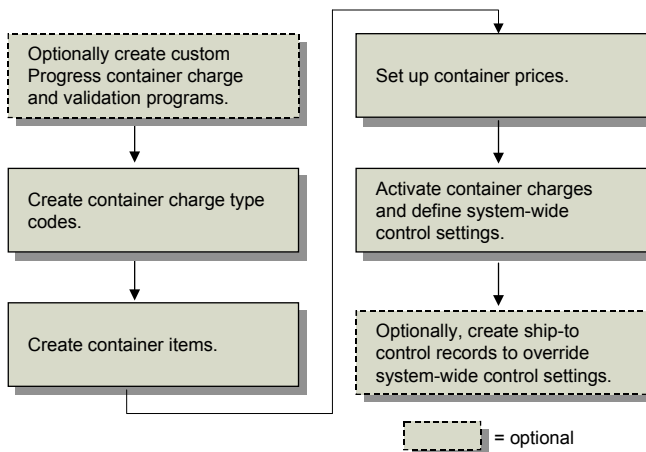 Optionally create custom
Progress container charge
and validation programs.
Create container charge type
codes.
Create container items.
Set up container prices.
Activate container charges
and define system-wide
control settings.
Optionally, create ship-to
control records to override
system-wide control settings.
= optional